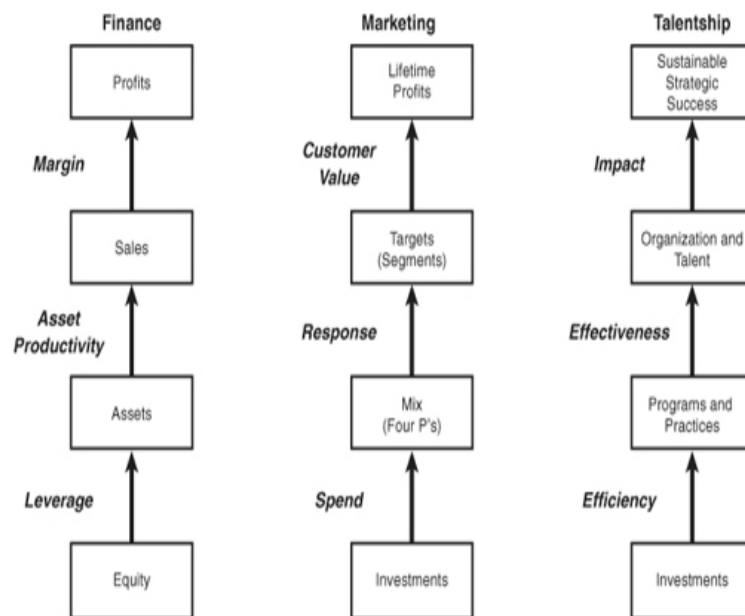 Finance
Profits
Margin
Sales
Asset
Productivity
Assets
Leverage
Equity
Marketing
Lifetime
Profits
Customer
Value
Targets
(Segments)
Response
Mix
(Four P's)
Spend
Investments
Talentship
Sustainable
Strategic
Success
Impact
Organization and
Talent
Effectiveness
Programs and
Practices
Efficiency
Investments